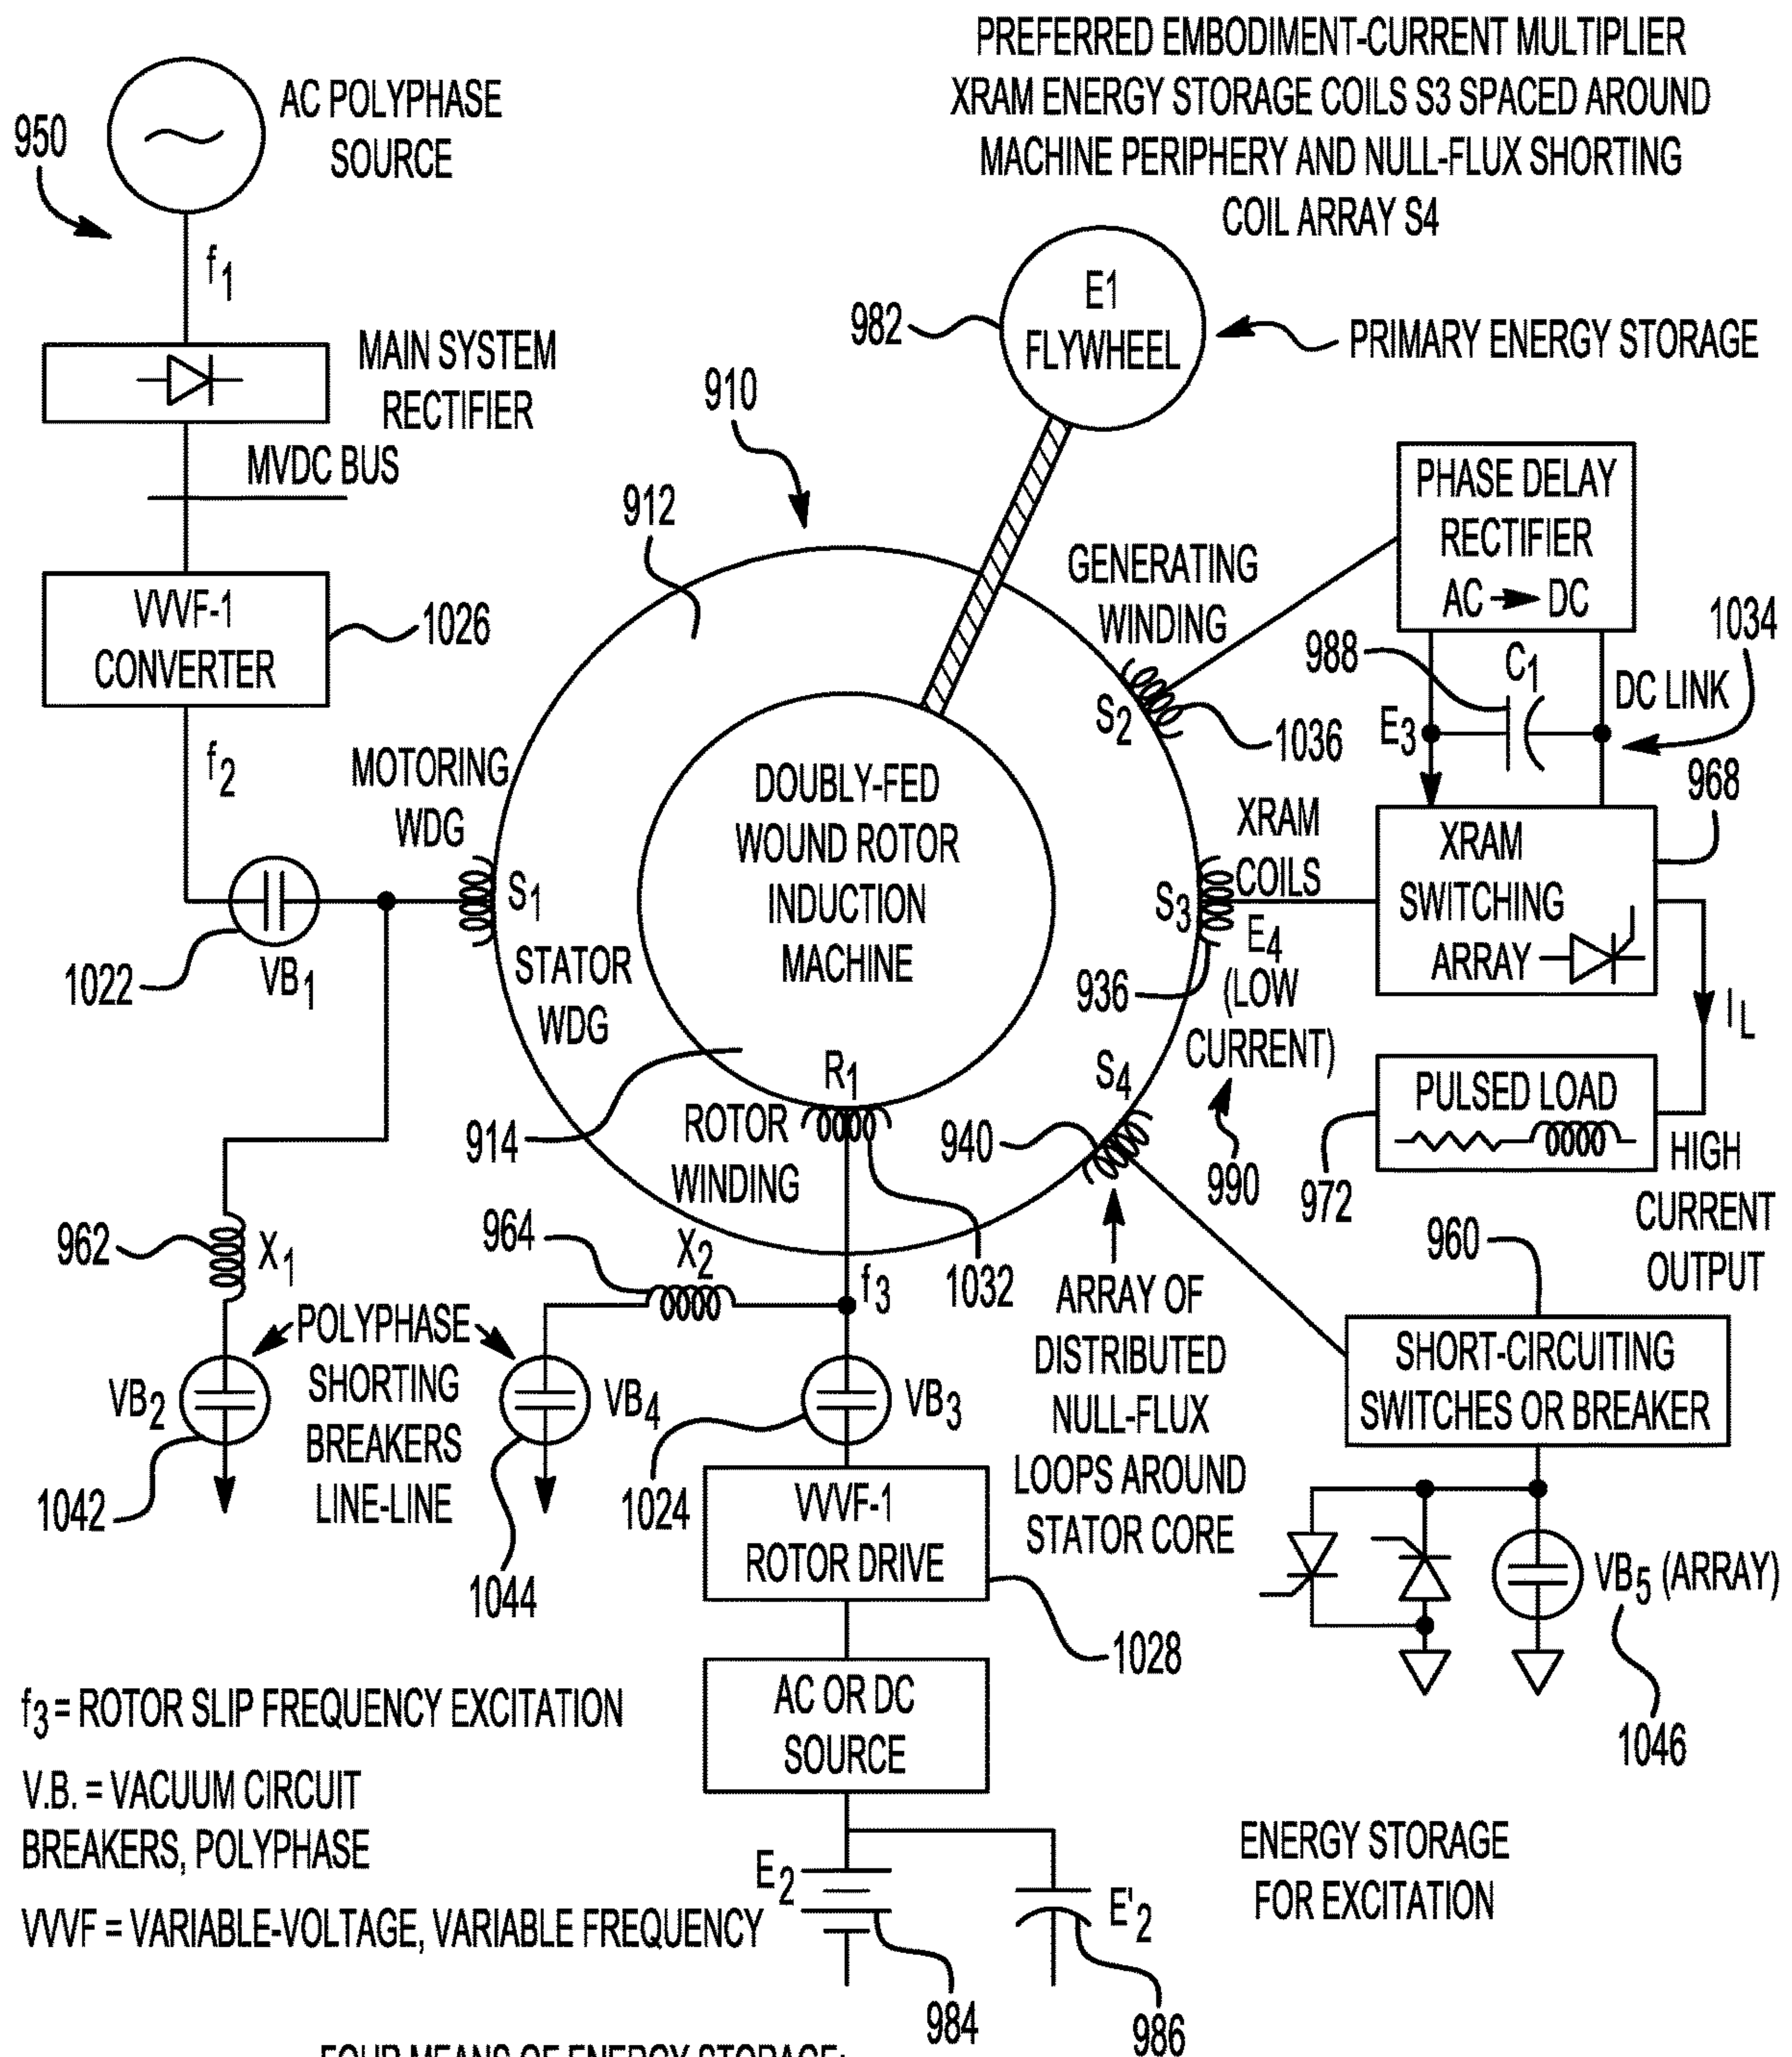 PREFERRED EMBODIMENT-CURRENT MULTIPLIER
XRAM ENERGY STORAGE COILS S3 SPACED AROUND
MACHINE PERIPHERY AND NULL-FLUX SHORTING
COIL ARRAY S4
950
AC POLYPHASE
SOURCE
f1
MAIN SYSTEM
RECTIFIER
MVDC BUS
VVVF-1
CONVERTER
1026
f2
MOTORING
WDG
1022
VB1
S1
STATOR
WDG
910
912
982
E1
FLYWHEEL
PRIMARY ENERGY STORAGE
DOUBLY-FED
WOUND ROTOR
INDUCTION
MACHINE
914
R1
ROTOR
WINDING
1032
GENERATING
WINDING
S2
1036
PHASE DELAY
RECTIFIER
AC → DC
988
C1
1034
DC LINK
E3
968
XRAM
COILS
S3
E4
(LOW
CURRENT)
936
990
XRAM
SWITCHING
ARRAY
IL
PULSED LOAD
972
HIGH
CURRENT
OUTPUT
S4
940
960
SHORT-CIRCUITING
SWITCHES OR BREAKER
VB5 (ARRAY)
1046
ARRAY OF
DISTRIBUTED
NULL-FLUX
LOOPS AROUND
STATOR CORE
962
X1
964
X2
f3
POLYPHASE
SHORTING
BREAKERS
LINE-LINE
VB2
1042
VB4
1044
VB3
1024
VVVF-1
ROTOR DRIVE
1028
AC OR DC
SOURCE
E2
984
E'2
986
ENERGY STORAGE
FOR EXCITATION
f3 = ROTOR SLIP FREQUENCY EXCITATION
V.B. = VACUUM CIRCUIT
BREAKERS, POLYPHASE
VVVF = VARIABLE-VOLTAGE, VARIABLE FREQUENCY
FOUR MEANS OF ENERGY STORAGE: